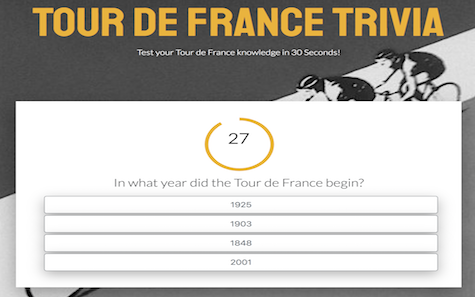 TOUR DE FRANCE TRIVIA
Test your Tour de France knowledge in 30 Seconds!
27
In what year did the Tour de France begin?
1925
1903
1848
2001